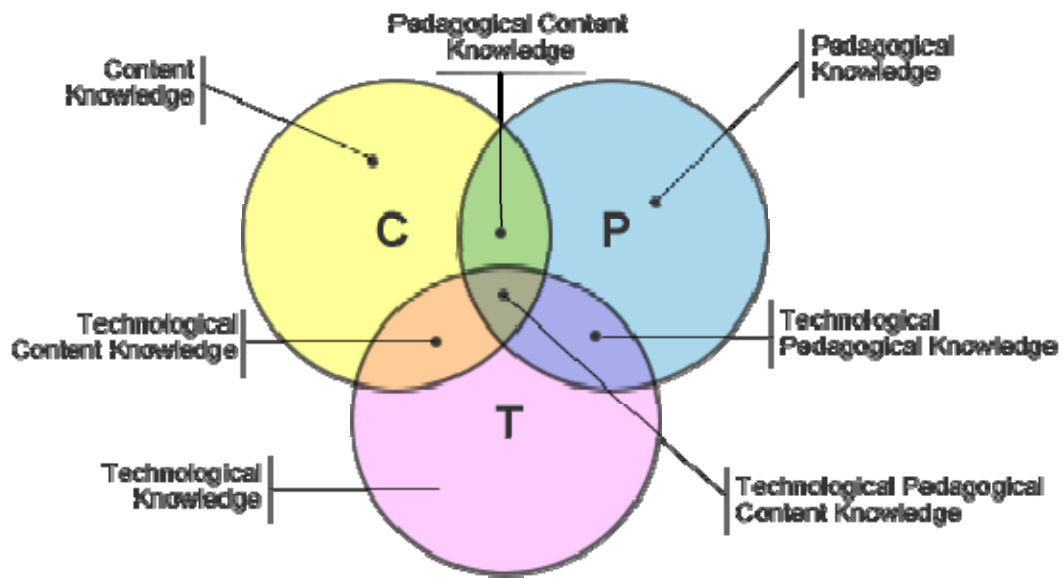 Pedagogical Content
Knowledge
Content
Knowledge
Pedagogical
Knowledge
C
P
Technological
Content Knowledge
Technological
Pedagogical Knowledge
T
Technological
Knowledge
Technological Pedagogical
Content Knowledge